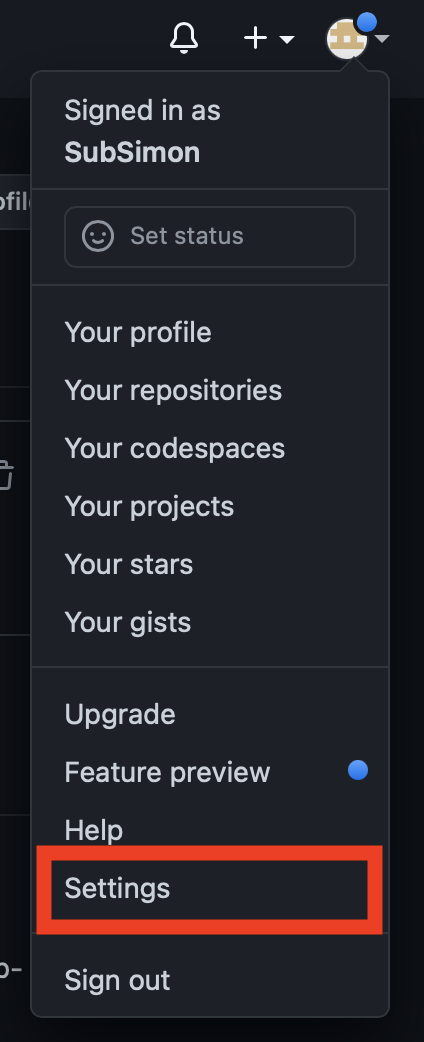 Signed in as
SubSimon
Set status
Your profile
Your repositories
Your codespaces
Your projects
Your stars
Your gists
Upgrade
Feature preview
Help
Settings
Sign out